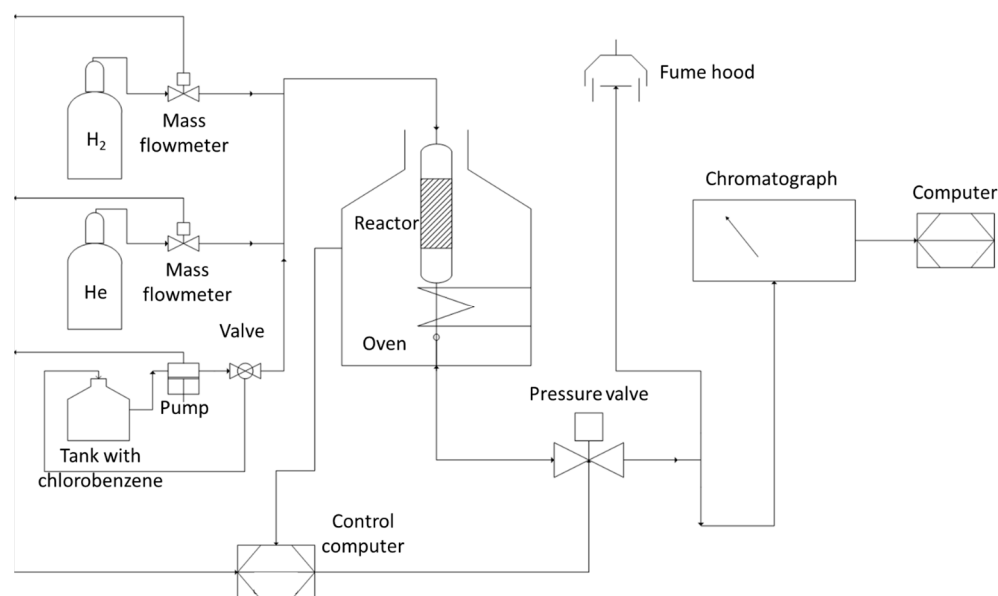 H2
Mass
flowmeter
He
Mass
flowmeter
Valve
Pump
Tank with
chlorobenzene
Reactor
Oven
Control
computer
Pressure valve
Fume hood
Chromatograph
Computer